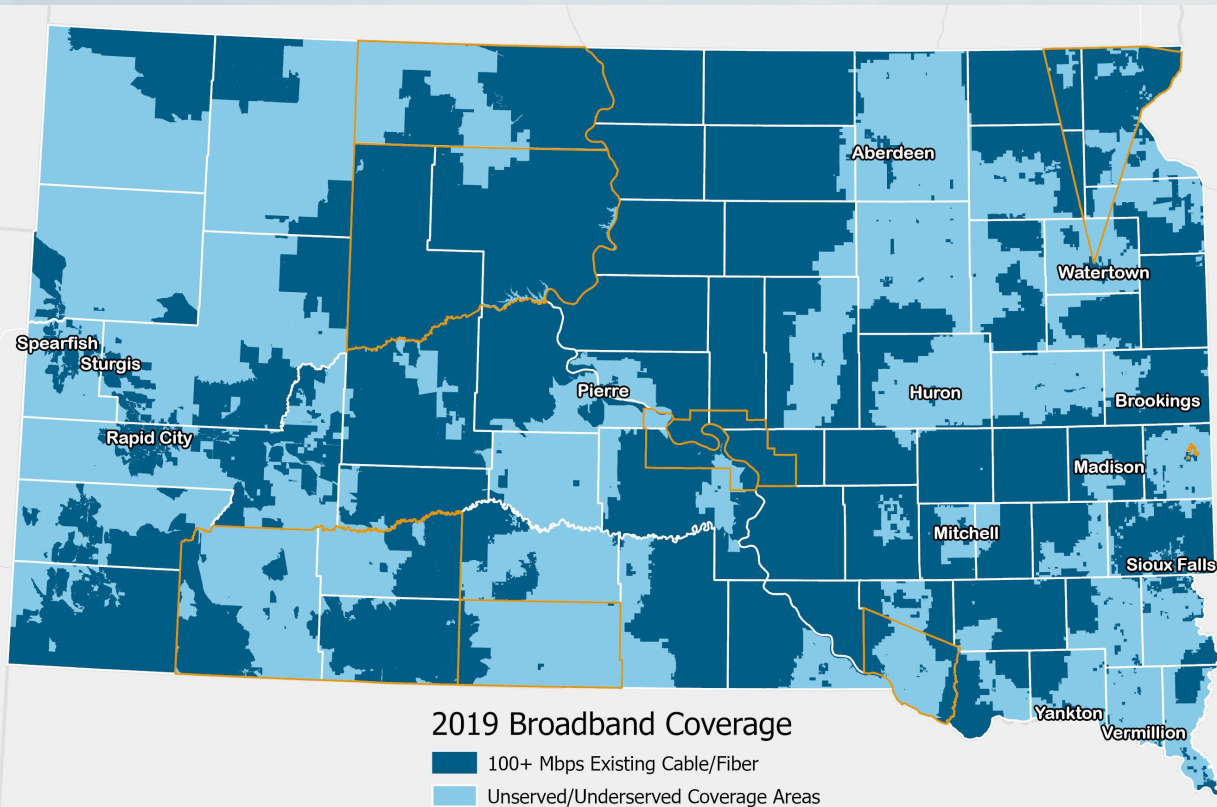 Aberdeen
Watertown
Spearfish
Sturgis
Pierre
Huron
Brookings
Rapid City
Madison
Mitchell
Sioux Falls
Yankton
Vermillion
2019 Broadband Coverage
100+ Mbps Existing Cable/Fiber
Unserved/Underserved Coverage Areas